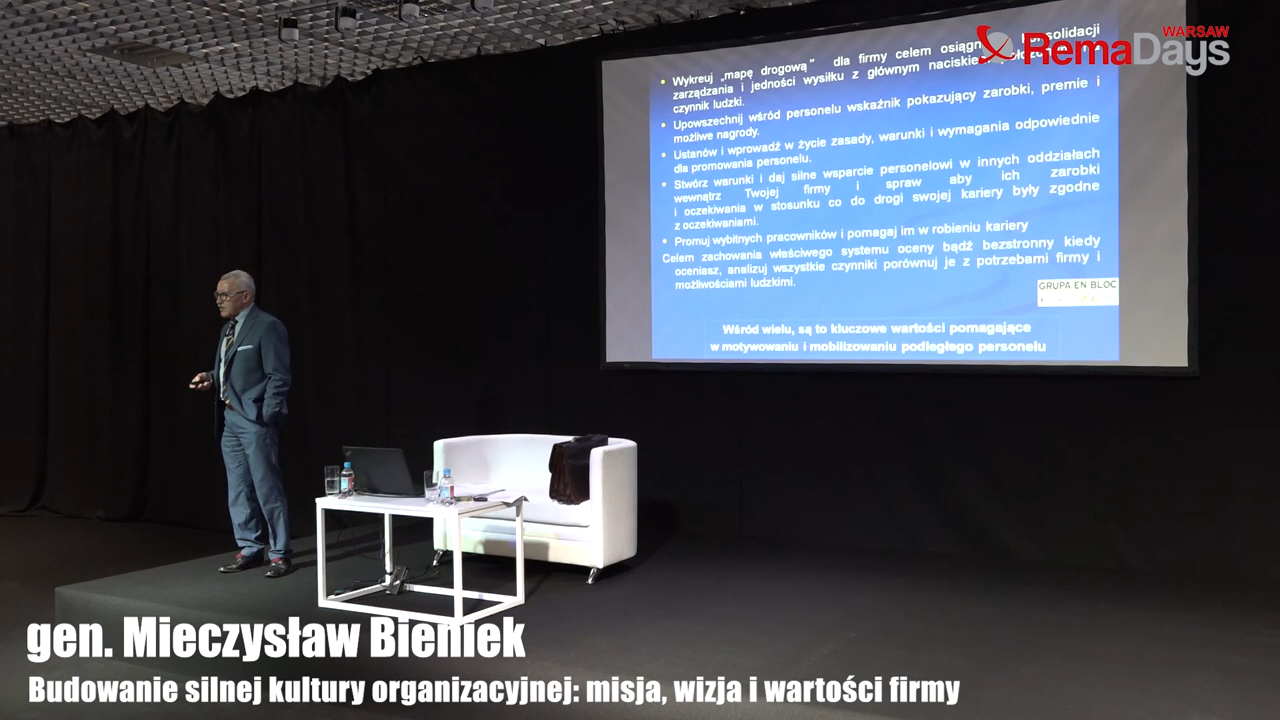 WARSAW
RemaDays
• Wykreuj „mapę drogową” dla firmy celem osiągn konsolidacji
zarządzania i jedności wysiłku z głównym naciskie na
czynnik ludzki.
• Upowszechnij wśród personelu wskaźnik pokazujący zarobki, premie i
możliwe nagrody.
• Ustanów i wprowadź w życie zasady, warunki i wymagania odpowiednie
dla promowania personelu.
• Stwórz warunki i daj silne wsparcie personelowi w innych oddziałach
wewnątrz Twojej firmy i spraw aby ich zarobki
i oczekiwania w stosunku co do drogi swojej kariery były zgodne
z oczekiwaniami.
• Promuj wybitnych pracowników i pomagaj im w robieniu kariery
Celem zachowania właściwego systemu oceny bądź bezstronny kiedy
oceniasz, analizuj wszystkie czynniki porównuj je z potrzebami firmy i
możliwościami ludzkimi.
GRUPA EN BLOC
Wśród wielu, są to kluczowe wartości pomagające
w motywowaniu i mobilizowaniu podległego personelu
gen. Mieczysław Bieniek
Budowanie silnej kultury organizacyjnej: misja, wizja i wartości firmy